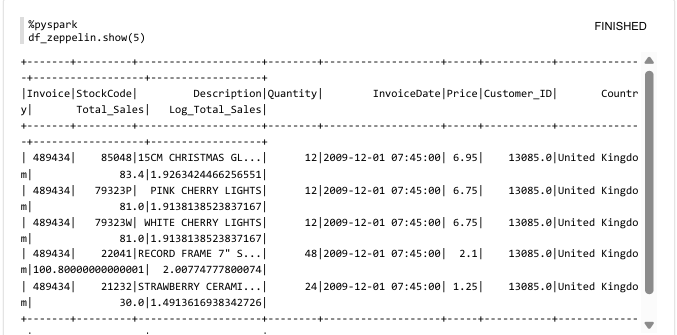 %pyspark
FINISHED
df_zeppelin.show(5)
+-------+---------+-------------------+--------+-------------------+-----+-----------+-------------
-+------------------+------------------+
|Invoice|StockCode|        Description|Quantity|        InvoiceDate|Price|Customer_ID|       Countr
y|       Total_Sales|   Log_Total_Sales|
+-------+---------+-------------------+--------+-------------------+-----+-----------+-------------
-+------------------+------------------+
| 489434|    85048|15CM CHRISTMAS GL...|      12|2009-12-01 07:45:00| 6.95|    13085.0|United Kingdo
m|              83.4|1.9263424466256551|
| 489434|   79323P|  PINK CHERRY LIGHTS|      12|2009-12-01 07:45:00| 6.75|    13085.0|United Kingdo
m|              81.0|1.9138138523837167|
| 489434|   79323W| WHITE CHERRY LIGHTS|      12|2009-12-01 07:45:00| 6.75|    13085.0|United Kingdo
m|              81.0|1.9138138523837167|
| 489434|    22041|RECORD FRAME 7" S...|      48|2009-12-01 07:45:00|  2.1|    13085.0|United Kingdo
m|100.80000000000001|  2.00774777800074|
| 489434|    21232|STRAWBERRY CERAMI...|      24|2009-12-01 07:45:00| 1.25|    13085.0|United Kingdo
m|              30.0|1.4913616938342726|
+-------+---------+-------------------+--------+-------------------+-----+-----------+-------------